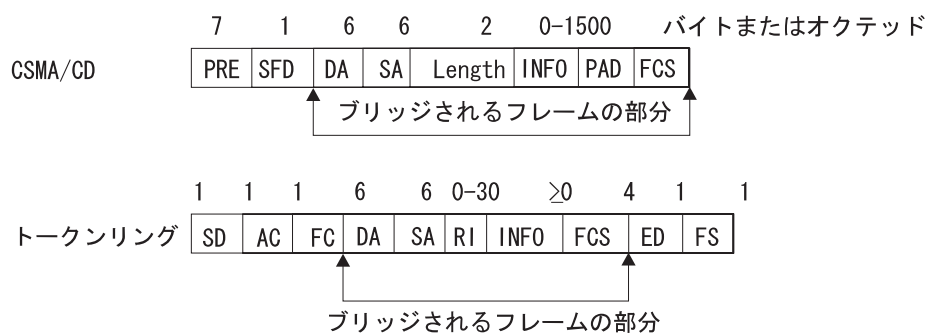 7 1 6 6 2 0-1500 バイトまたはオクテッド
CSMA/CD PRE SFD DA SA Length INFO PAD FCS
ブリッジされるフレームの部分
1 1 1 6 6 0-30 ≥0 4 1 1
トークンリング SD AC FC DA SA RI INFO FCS ED FS
ブリッジされるフレームの部分